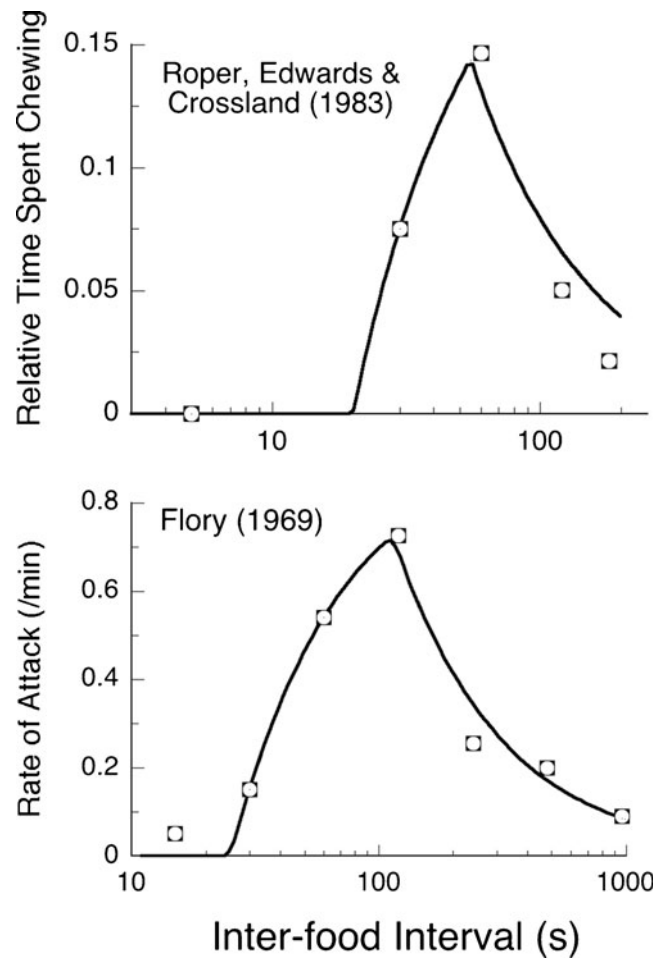 0.15
Roper, Edwards &
Crossland (1983)
0.1
0.05
0
10
100
Relative Time Spent Chewing
0.8
Flory (1969)
0.6
0.4
0.2
0
10
100
1000
Rate of Attack (/min)
Inter-food Interval (s)